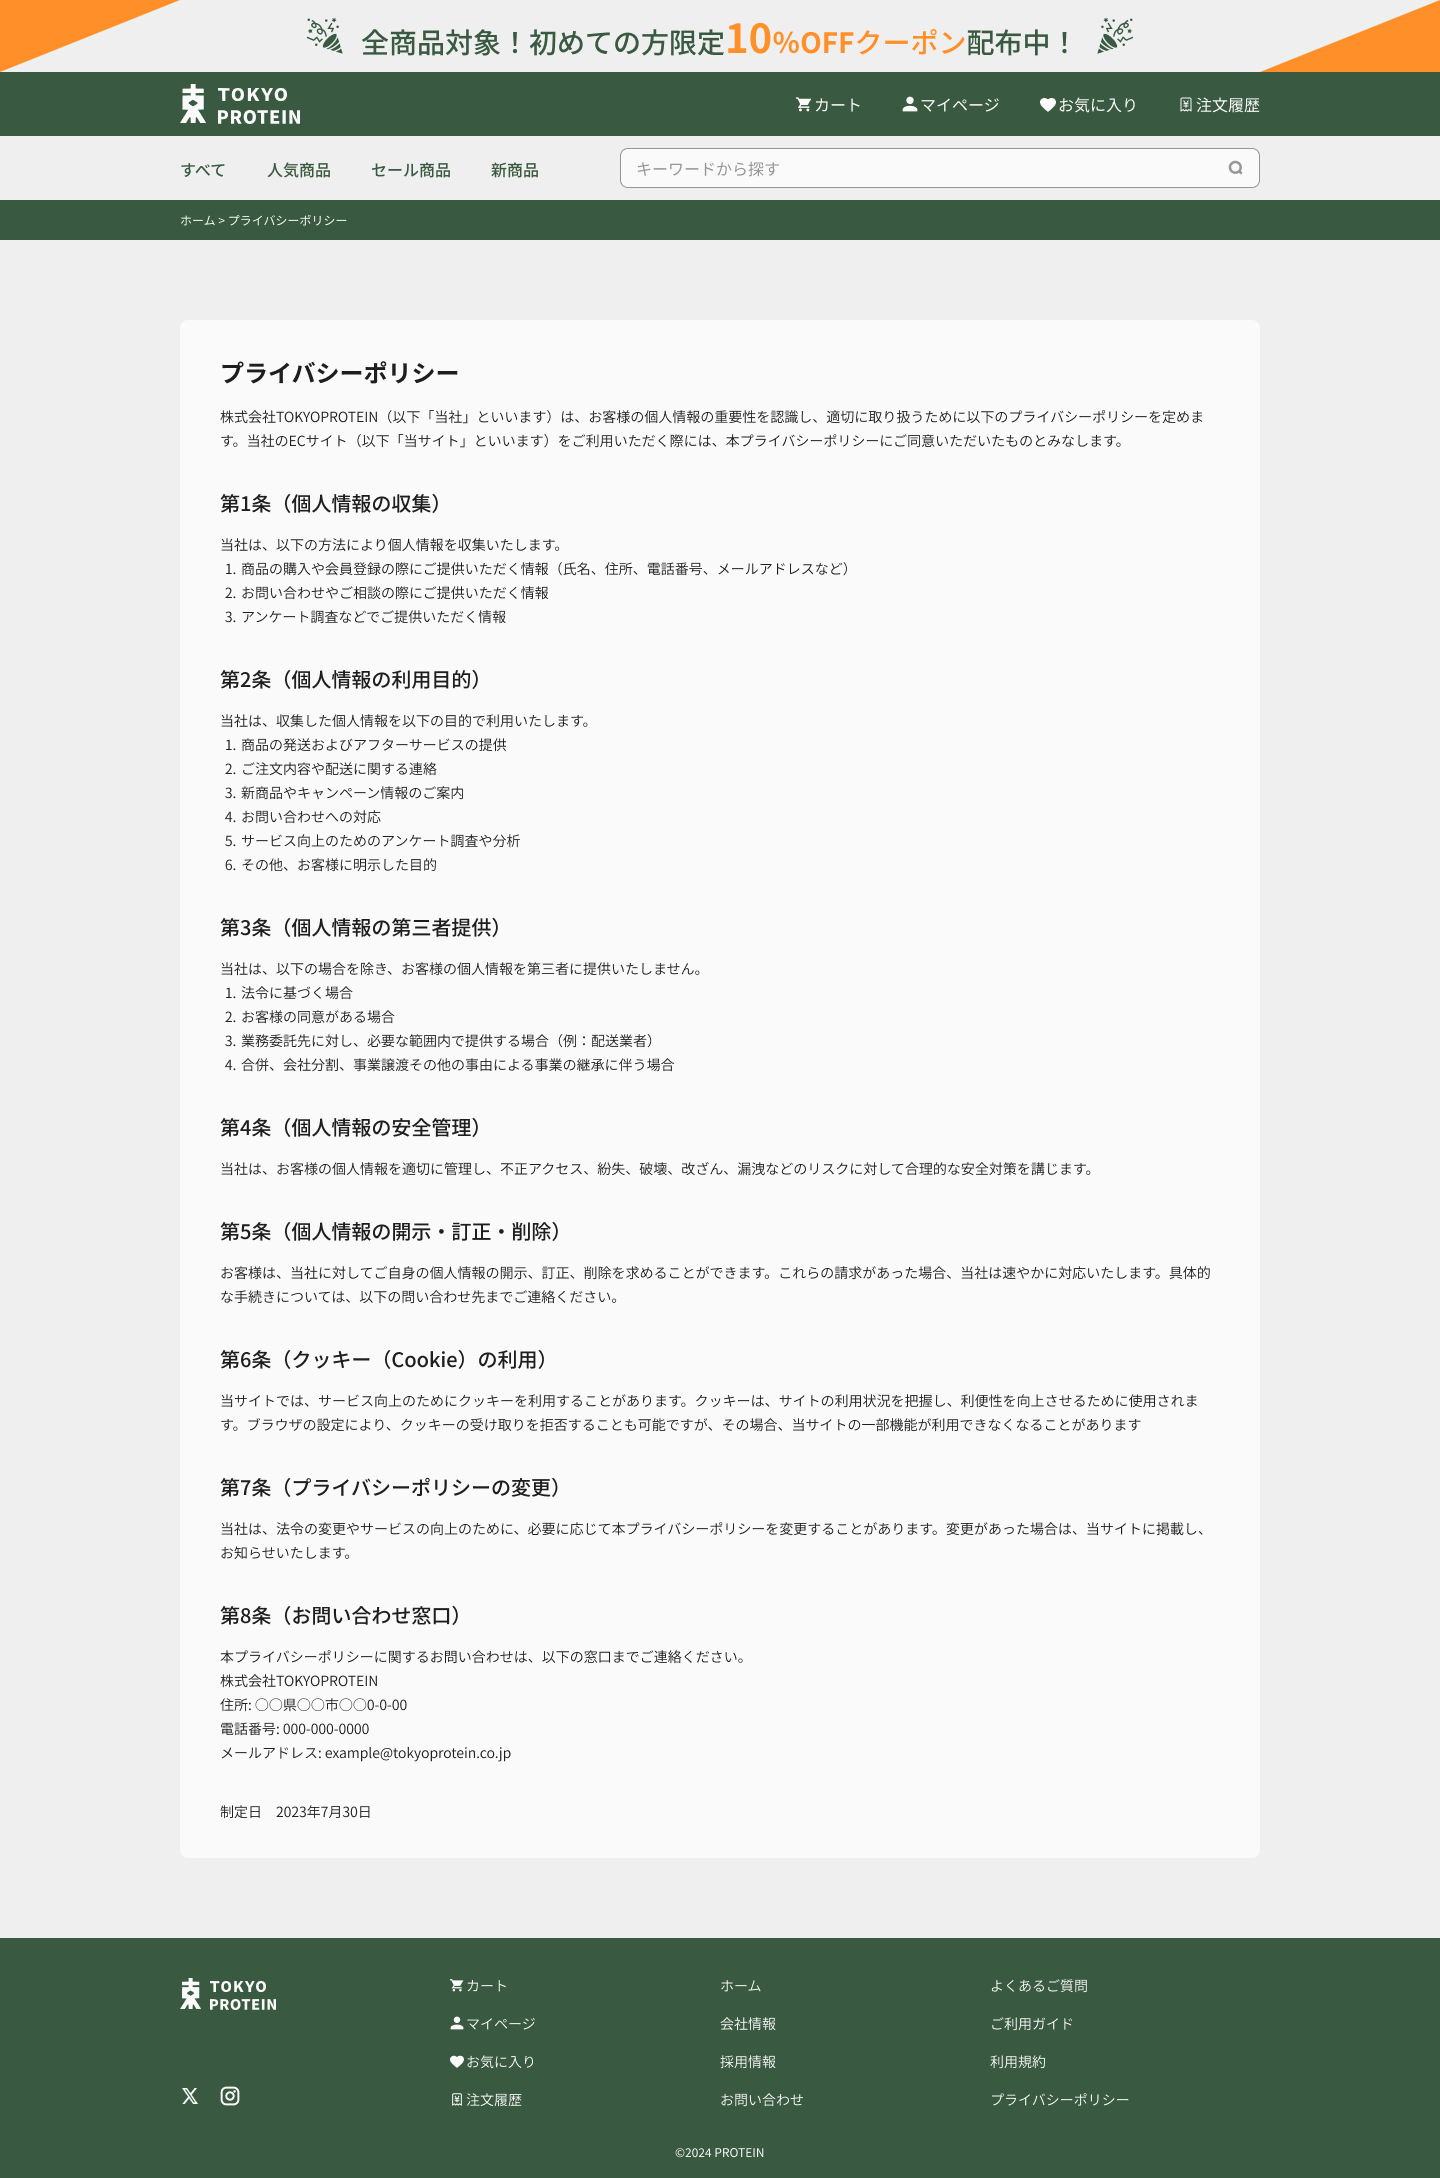 全商品対象！初めての方限定10%OFFクーポン配布中！
TOKYO
PROTEIN
カート
マイページ
お気に入り
注文履歴
すべて
人気商品
セール商品
新商品
キーワードから探す
ホーム > プライバシーポリシー
プライバシーポリシー
株式会社TOKYOPROTEIN（以下「当社」といいます）は、お客様の個人情報の重要性を認識し、適切に取り扱うために以下のプライバシーポリシーを定めま
す。当社のECサイト（以下「当サイト」といいます）をご利用いただく際には、本プライバシーポリシーにご同意いただいたものとみなします。
第1条（個人情報の収集）
当社は、以下の方法により個人情報を収集いたします。
1. 商品の購入や会員登録の際にご提供いただく情報（氏名、住所、電話番号、メールアドレスなど）
2. お問い合わせやご相談の際にご提供いただく情報
3. アンケート調査などでご提供いただく情報
第2条（個人情報の利用目的）
当社は、収集した個人情報を以下の目的で利用いたします。
1. 商品の発送およびアフターサービスの提供
2. ご注文内容や配送に関する連絡
3. 新商品やキャンペーン情報のご案内
4. お問い合わせへの対応
5. サービス向上のためのアンケート調査や分析
6. その他、お客様に明示した目的
第3条（個人情報の第三者提供）
当社は、以下の場合を除き、お客様の個人情報を第三者に提供いたしません。
1. 法令に基づく場合
2. お客様の同意がある場合
3. 業務委託先に対し、必要な範囲内で提供する場合（例：配送業者）
4. 合併、会社分割、事業譲渡その他の事由による事業の継承に伴う場合
第4条（個人情報の安全管理）
当社は、お客様の個人情報を適切に管理し、不正アクセス、紛失、破壊、改ざん、漏洩などのリスクに対して合理的な安全対策を講じます。
第5条（個人情報の開示・訂正・削除）
お客様は、当社に対してご自身の個人情報の開示、訂正、削除を求めることができます。これらの請求があった場合、当社は速やかに対応いたします。具体的
な手続きについては、以下の問い合わせ先までご連絡ください。
第6条（クッキー（Cookie）の利用）
当サイトでは、サービス向上のためにクッキーを利用することがあります。クッキーは、サイトの利用状況を把握し、利便性を向上させるために使用されま
す。ブラウザの設定により、クッキーの受け取りを拒否することも可能ですが、その場合、当サイトの一部機能が利用できなくなることがあります
第7条（プライバシーポリシーの変更）
当社は、法令の変更やサービスの向上のために、必要に応じて本プライバシーポリシーを変更することがあります。変更があった場合は、当サイトに掲載し、
お知らせいたします。
第8条（お問い合わせ窓口）
本プライバシーポリシーに関するお問い合わせは、以下の窓口までご連絡ください。
株式会社TOKYOPROTEIN
住所: 〇〇県〇〇市〇〇0-0-00
電話番号: 000-000-0000
メールアドレス: example@tokyoprotein.co.jp
制定日　2023年7月30日
TOKYO
PROTEIN
カート
マイページ
お気に入り
注文履歴
ホーム
会社情報
採用情報
お問い合わせ
よくあるご質問
ご利用ガイド
利用規約
プライバシーポリシー
©2024 PROTEIN